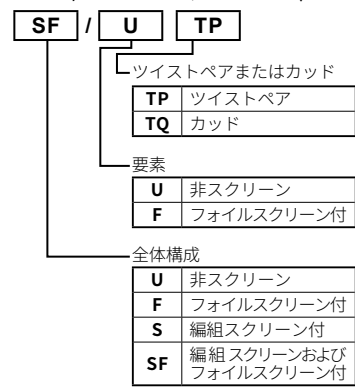 SF / U TP
ツイストペアまたはカッド
TP ツイストペア
TQ カッド
要素
U 非スクリーン
F フォイルスクリーン付
全体構成
U 非スクリーン
F フォイルスクリーン付
S 編組スクリーン付
SF 編組スクリーンおよび
フォイルスクリーン付